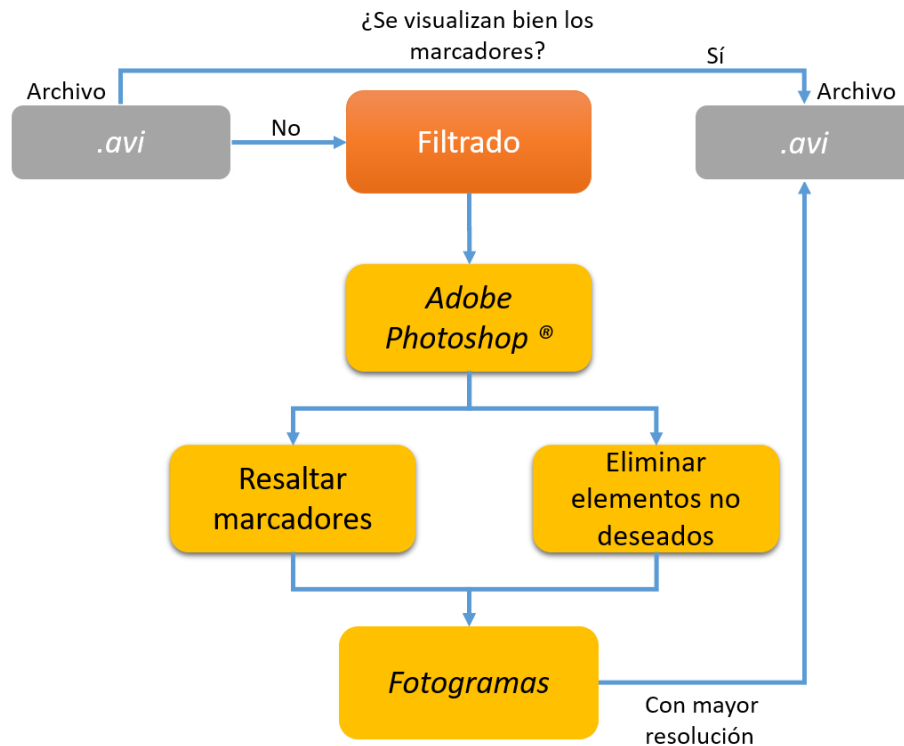 ¿Se visualizan bien los
marcadores?
Sí
Archivo
Archivo
.avi
No
Filtrado
.avi
Adobe
Photoshop ®
Resaltar
marcadores
Eliminar
elementos no
deseados
Fotogramas
Con mayor
resolución